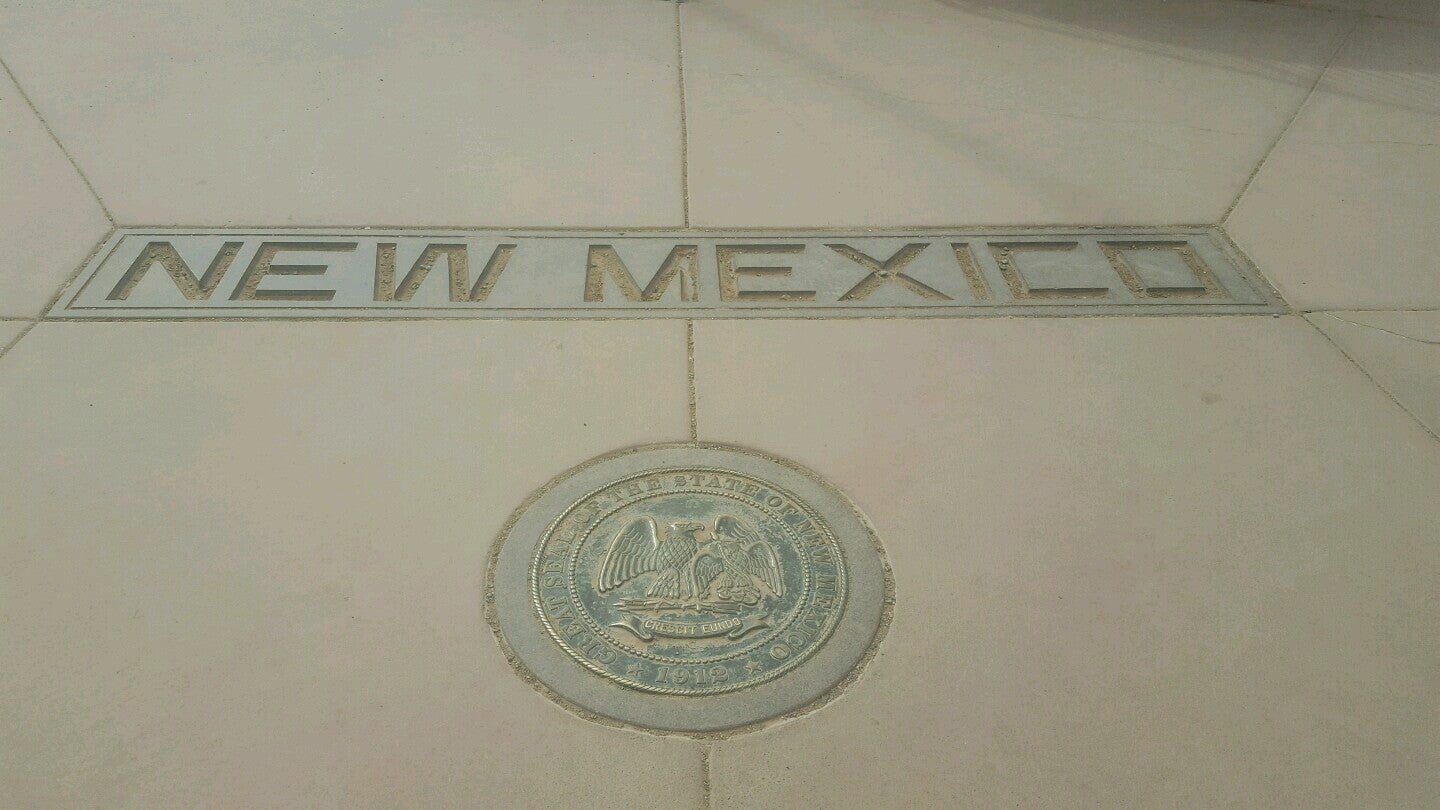 NEW MEXICO
GREAT SEAL OF THE STATE OF NEW MEXICO
CRESCIT EUNDO
★ 1912 ★